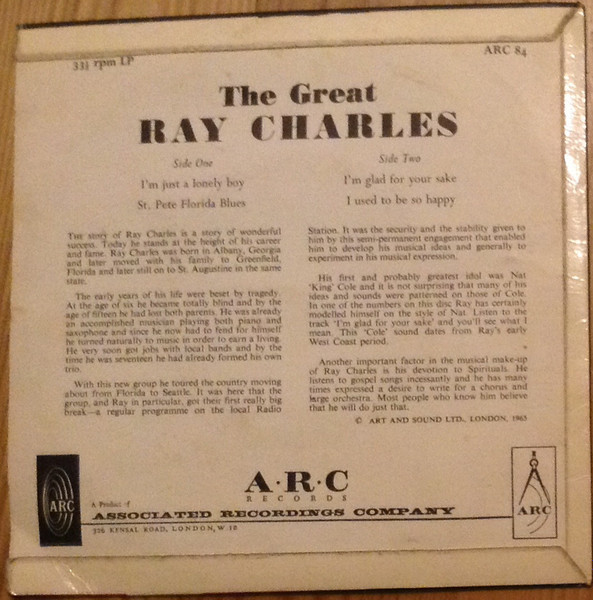 33⅓ rpm LP
ARC 84
The Great
RAY CHARLES
Side One
I'm just a lonely boy
St. Pete Florida Blues
Side Two
I'm glad for your sake
I used to be so happy
THE story of Ray Charles is a story of wonderful
success. Today he stands at the height of his career
and fame. Ray Charles was born in Albany, Georgia
and later moved with his family to Greenfield,
Florida and later still on to St. Augustine in the same
state.
The early years of his life were beset by tragedy.
At the age of six he became totally blind and by the
age of fifteen he had lost both parents. He was already
an accomplished musician playing both piano and
saxophone and since he now had to fend for himself
he turned naturally to music in order to earn a living.
He very soon got jobs with local bands and by the
time he was seventeen he had already formed his own
trio.
With this new group he toured the country moving
about from Florida to Seattle. It was here that the
group, and Ray in particular, got their first really big
break—a regular programme on the local Radio
Station. It was the security and the stability given to
him by this semi-permanent engagement that enabled
him to develop his musical ideas and generally to
experiment in his musical expression.
His first and probably greatest idol was Nat
'King' Cole and it is not surprising that many of his
ideas and sounds were patterned on those of Cole.
In one of the numbers on this disc Ray has certainly
modelled himself on the style of Nat. Listen to the
track 'I'm glad for your sake' and you'll see what I
mean. This 'Cole' sound dates from Ray's early
West Coast period.
Another important factor in the musical make-up
of Ray Charles is his devotion to Spirituals. He
listens to gospel songs incessantly and he has many
times expressed a desire to write for a chorus and
large orchestra. Most people who know him believe
that he will do just that.
© ART AND SOUND LTD., LONDON, 1963
ARC
A·R·C
RECORDS
A Product of
ASSOCIATED RECORDINGS COMPANY
326 KENSAL ROAD, LONDON, W.10
ARC